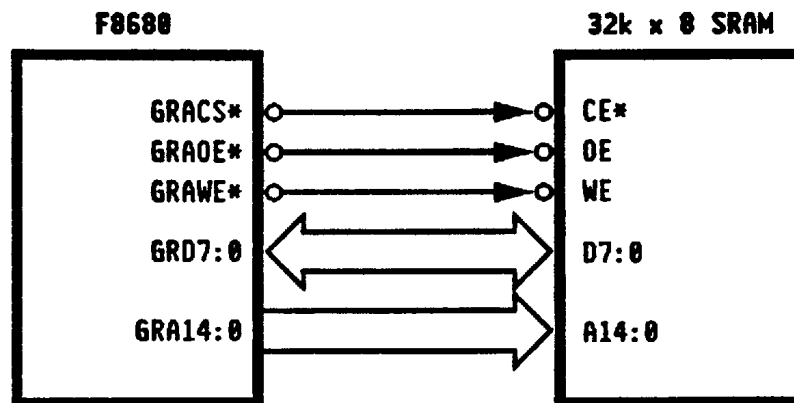 F8680 32k x 8 SRAM
GRACS* CE*
GRAOE* OE
GRAWE* WE
GRD7:0 D7:0
GRA14:0 A14:0